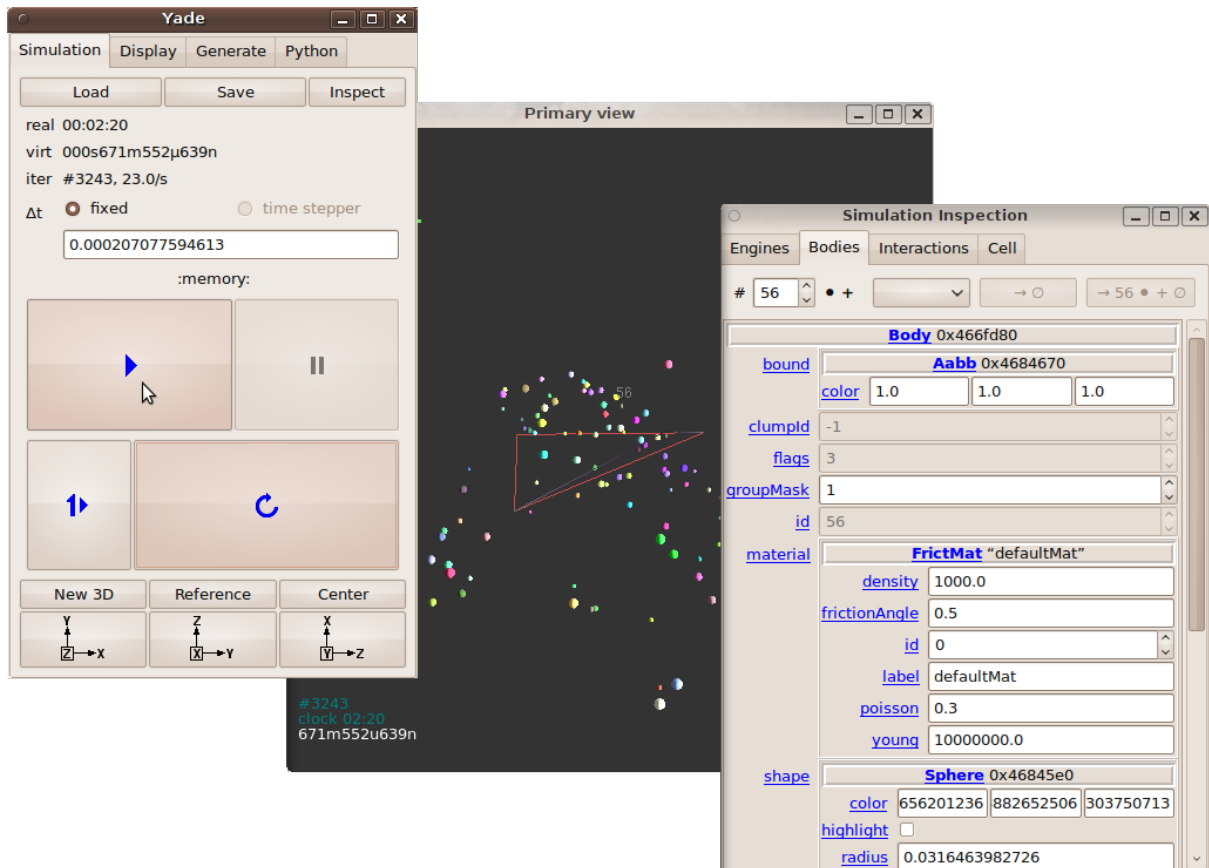 Yade
Simulation Display Generate Python
Load Save Inspect
real 00:02:20
virt 000s671m552μ639n
iter #3243, 23.0/s
Δt fixed time stepper
0.000207077594613
:memory:
1
New 3D Reference Center
Y Z X
Z X X Y Y Z
Primary view
56
#3243
clock 02:20
671m552u639n
Simulation Inspection
Engines Bodies Interactions Cell
# 56 • + → ∅ → 56 • + ∅
Body 0x466fd80
bound Aabb 0x4684670
color 1.0 1.0 1.0
clumpId -1
flags 3
groupMask 1
id 56
material FrictMat “defaultMat”
density 1000.0
frictionAngle 0.5
id 0
label defaultMat
poisson 0.3
young 10000000.0
shape Sphere 0x46845e0
color 656201236 882652506 303750713
highlight
radius 0.0316463982726